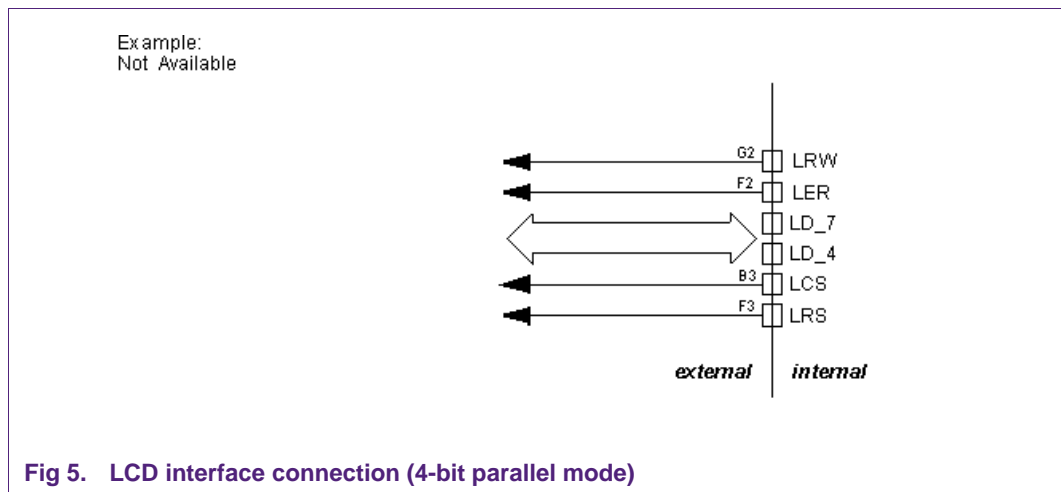 Example:
Not Available
G2 LRW
F2 LER
LD_7
LD_4
B3 LCS
F3 LRS
external internal
Fig 5. LCD interface connection (4-bit parallel mode)